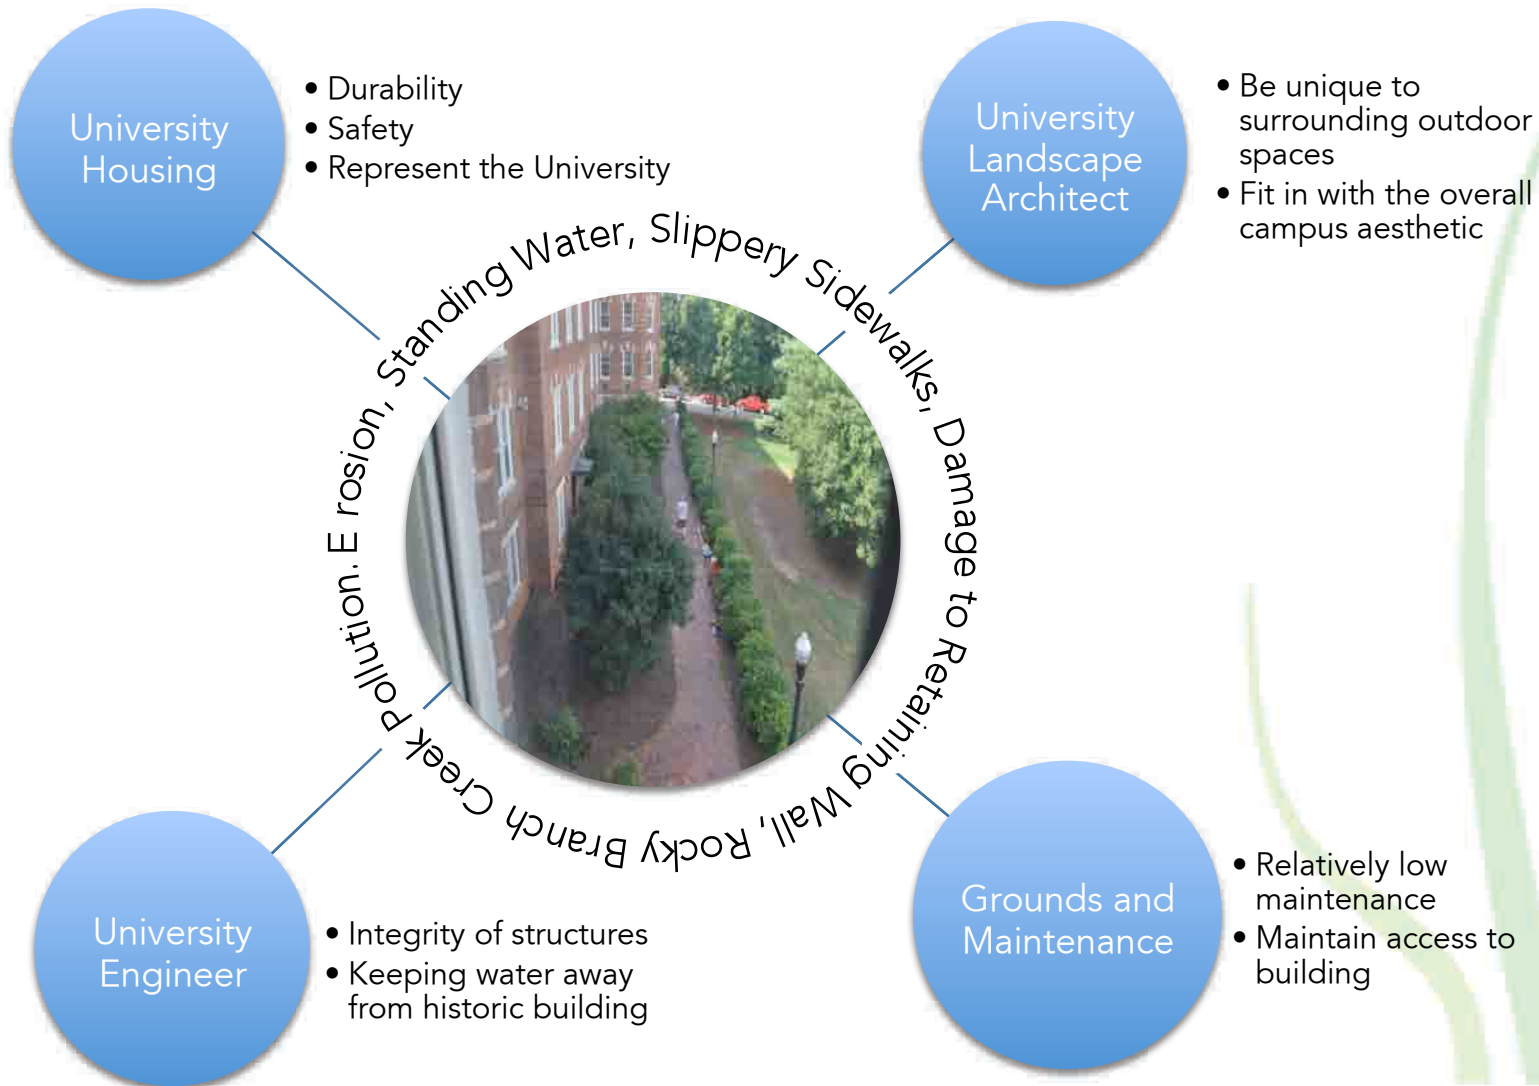 University
Housing
• Durability
• Safety
• Represent the University
University
Landscape
Architect
• Be unique to
surrounding outdoor
spaces
• Fit in with the overall
campus aesthetic
E rosion, Standing Water, Slippery Sidewalks, Damage to Retaining Wall, Rocky Branch Creek Pollution.
University
Engineer
• Integrity of structures
• Keeping water away
from historic building
Grounds and
Maintenance
• Relatively low
maintenance
• Maintain access to
building